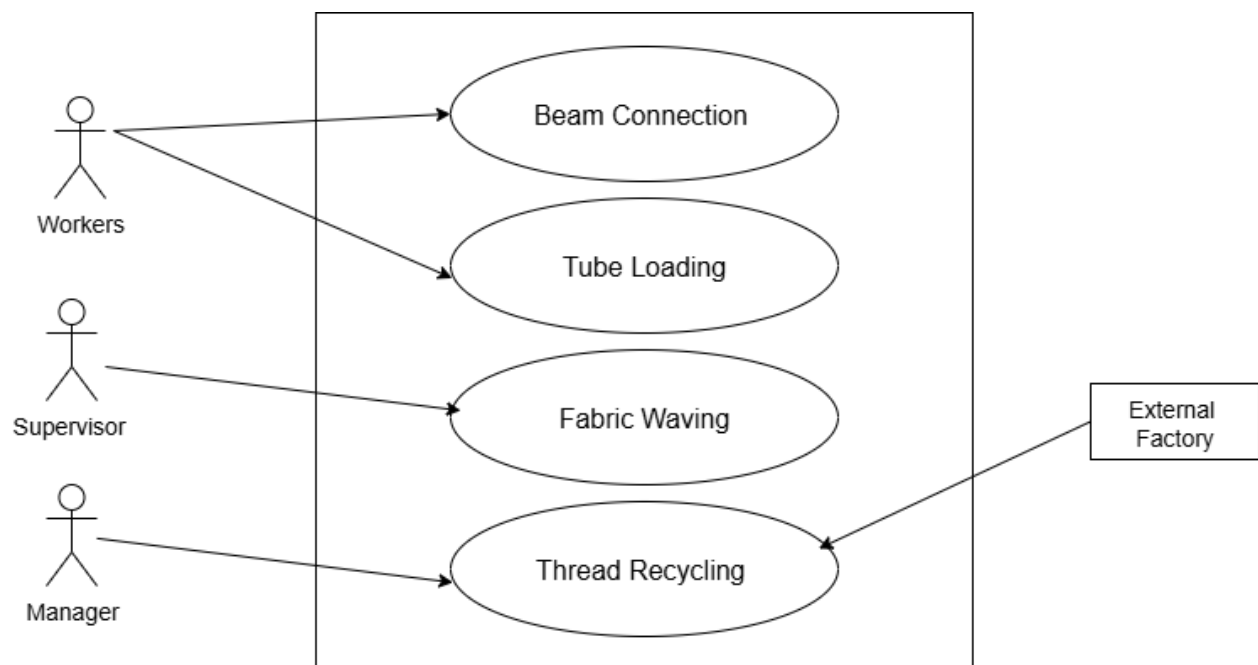 Beam Connection
Workers
Tube Loading
Supervisor
Fabric Waving
External
Factory
Manager
Thread Recycling